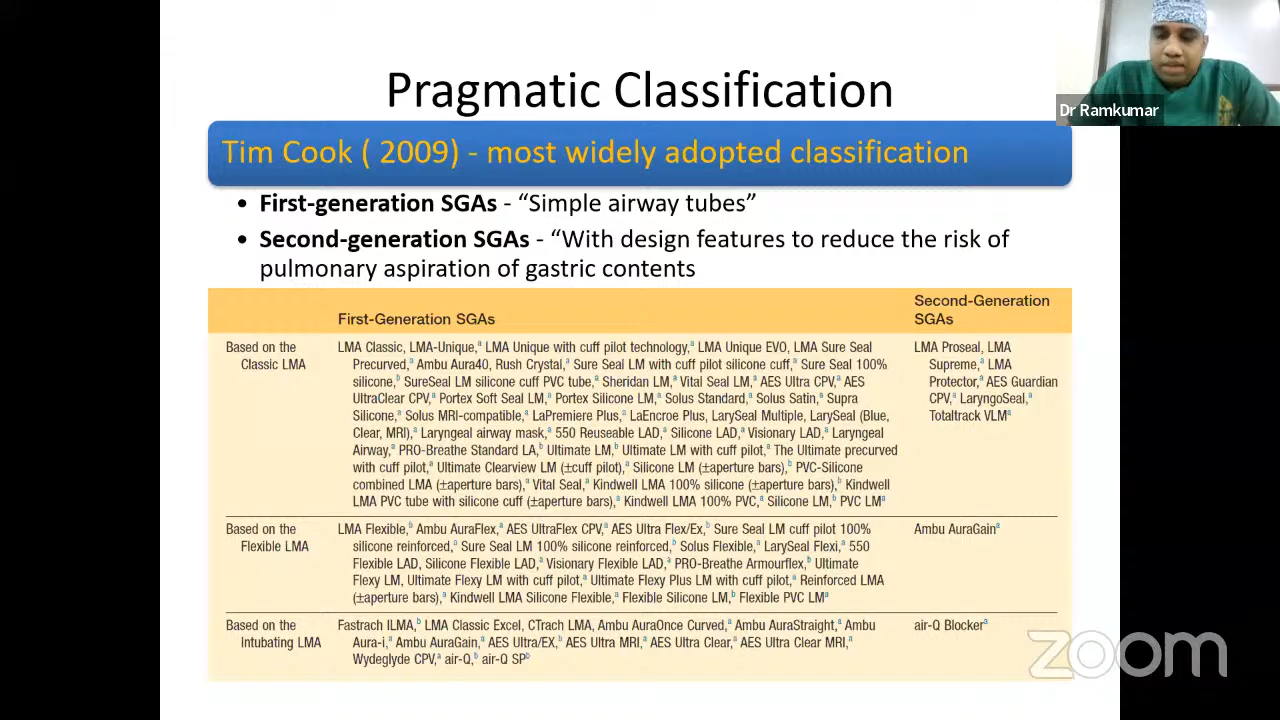 Pragmatic Classification
Dr Ramkumar
Tim Cook ( 2009) - most widely adopted classification
• First-generation SGAs - “Simple airway tubes”
• Second-generation SGAs - “With design features to reduce the risk of
pulmonary aspiration of gastric contents
First-Generation SGAs
Second-Generation
SGAs
Based on the
Classic LMA
LMA Classic, LMA-Unique,a LMA Unique with cuff pilot technology,a LMA Unique EVO, LMA Sure Seal
Precurved,a Ambu Aura40, Rush Crystal,a Sure Seal LM with cuff pilot silicone cuff,a Sure Seal 100%
silicone,b SureSeal LM silicone cuff PVC tube,a Sheridan LM,a Vital Seal LM,a AES Ultra CPV,a AES
UltraClear CPV,a Portex Soft Seal LM,a Portex Silicone LM,a Solus Standard,a Solus Satin,a Supra
Silicone,a Solus MRI-compatible,a LaPremiere Plus,a LaEncroe Plus, LarySeal Multiple, LarySeal (Blue,
Clear, MRI),a Laryngeal airway mask,a 550 Reuseable LAD,a Silicone LAD,a Visionary LAD,a Laryngeal
Airway,a PRO-Breathe Standard LA,b Ultimate LM,b Ultimate LM with cuff pilot,a The Ultimate precurved
with cuff pilot,a Ultimate Clearview LM (±cuff pilot),a Silicone LM (±aperture bars),b PVC-Silicone
combined LMA (±aperture bars),a Vital Seal,a Kindwell LMA 100% silicone (±aperture bars),b Kindwell
LMA PVC tube with silicone cuff (±aperture bars),a Kindwell LMA 100% PVC,a Silicone LM,b PVC LMa
LMA Proseal, LMA
Supreme,a LMA
Protector,a AES Guardian
CPV,a LaryngoSeal,a
Totaltrack VLMa
Based on the
Flexible LMA
LMA Flexible,b Ambu AuraFlex,a AES UltraFlex CPV,a AES Ultra Flex/Ex,b Sure Seal LM cuff pilot 100%
silicone reinforced,a Sure Seal LM 100% silicone reinforced,b Solus Flexible,a LarySeal Flexi,a 550
Flexible LAD, Silicone Flexible LAD,a Visionary Flexible LAD,a PRO-Breathe Armourflex,b Ultimate
Flexy LM, Ultimate Flexy LM with cuff pilot,a Ultimate Flexy Plus LM with cuff pilot,a Reinforced LMA
(±aperture bars),a Kindwell LMA Silicone Flexible,a Flexible Silicone LM,b Flexible PVC LMa
Ambu AuraGaina
Based on the
Intubating LMA
Fastrach ILMA,b LMA Classic Excel, CTrach LMA, Ambu AuraOnce Curved,a Ambu AuraStraight,a Ambu
Aura-i,a Ambu AuraGain,a AES Ultra/EX,b AES Ultra MRI,a AES Ultra Clear,a AES Ultra Clear MRI,a
Wydeglyde CPV,a air-Q,b air-Q SPb
air-Q Blockera
zoom